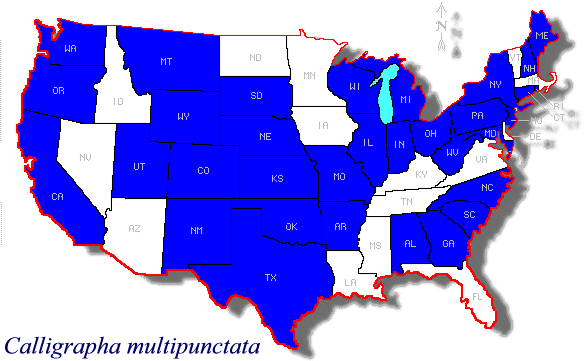 N N
ME
WA
MT
ND
MN
VT
NH
OR
ID
SD
WI
MI
NY
MA
RI
CT
WY
IA
PA
NJ
NE
IL
IN
OH
MD
DE
NV
UT
CO
KS
MO
WV
VA
KY
CA
NC
TN
AZ
NM
OK
AR
SC
MS
AL
GA
TX
LA
FL
Calligrapha multipunctata